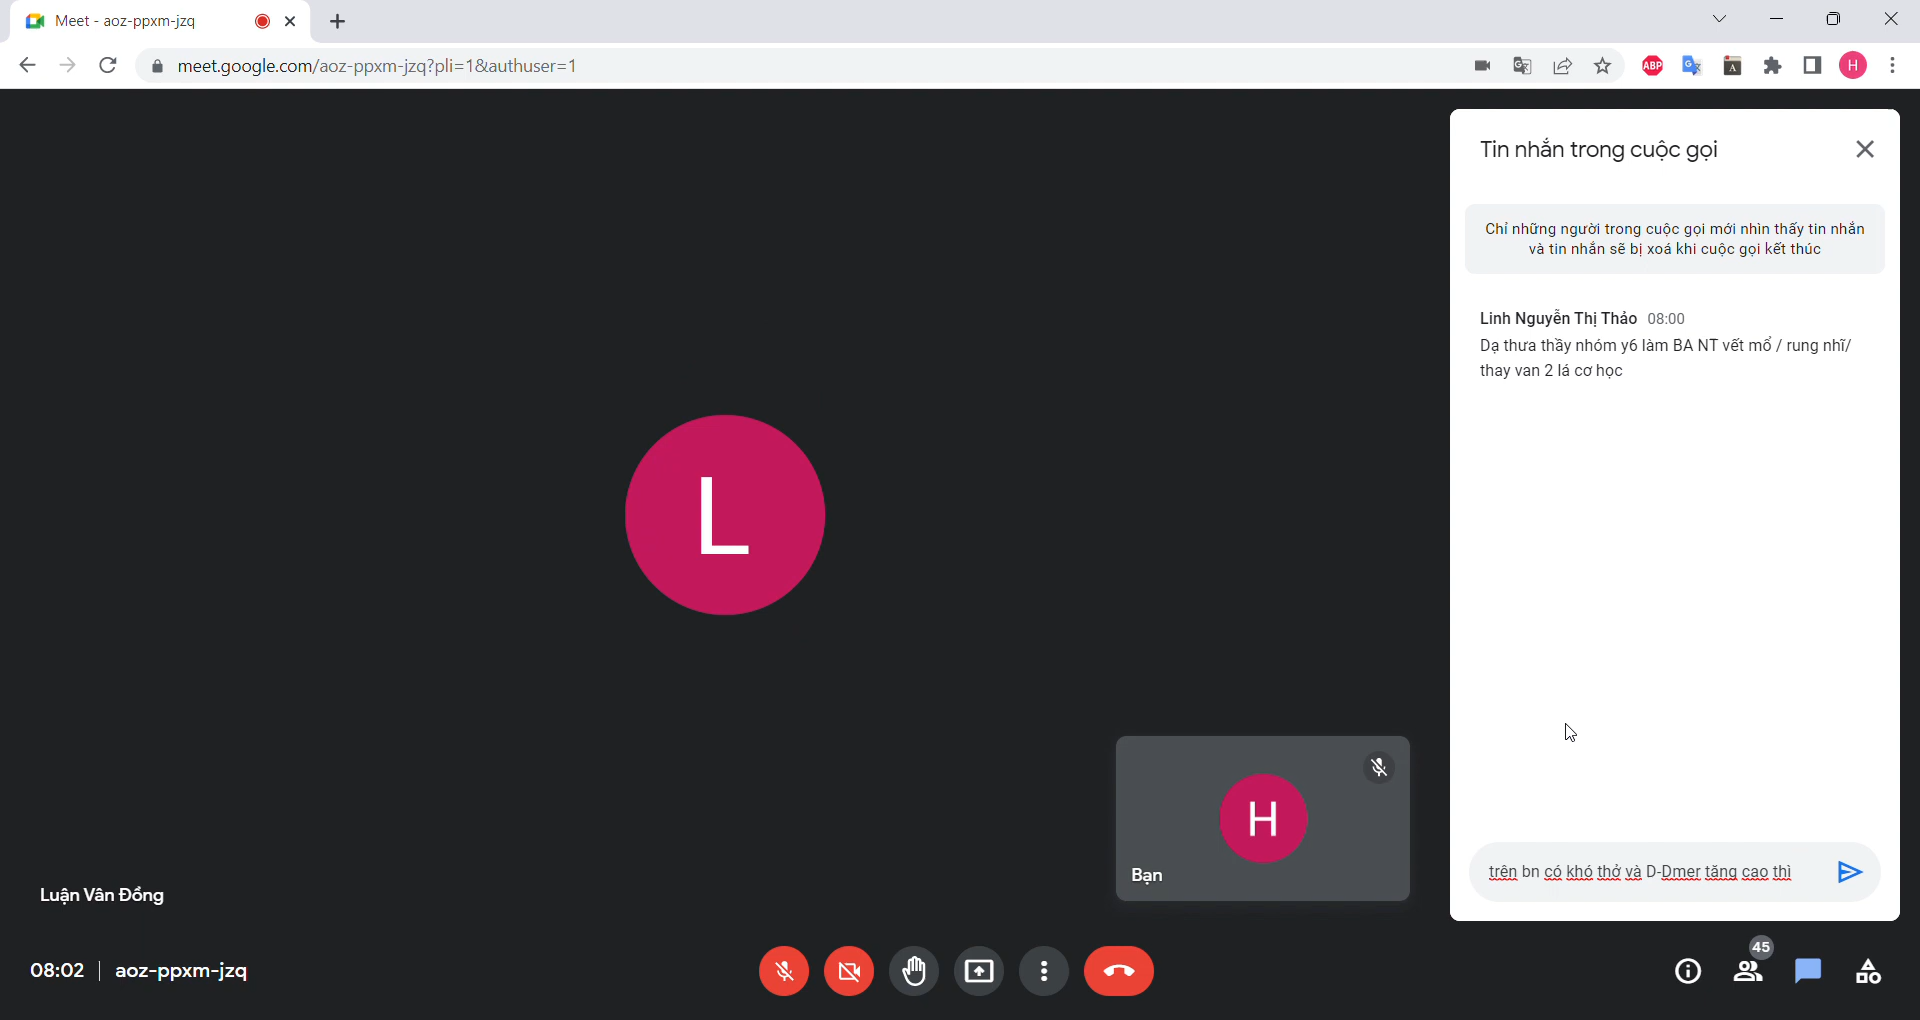 Meet - aoz-ppxm-jzq
meet.google.com/aoz-ppxm-jzq?pli=1&authuser=1
ABP
G
A
H
Tin nhắn trong cuộc gọi
Chỉ những người trong cuộc gọi mới nhìn thấy tin nhắn
và tin nhắn sẽ bị xoá khi cuộc gọi kết thúc
Linh Nguyễn Thị Thảo 08:00
Dạ thưa thầy nhóm y6 làm BA NT vết mổ / rung nhĩ/
thay van 2 lá cơ học
L
H
Bạn
trên bn có khó thở và D-Dmer tăng cao thì
Luận Vân Đồng
45
08:02 | aoz-ppxm-jzq